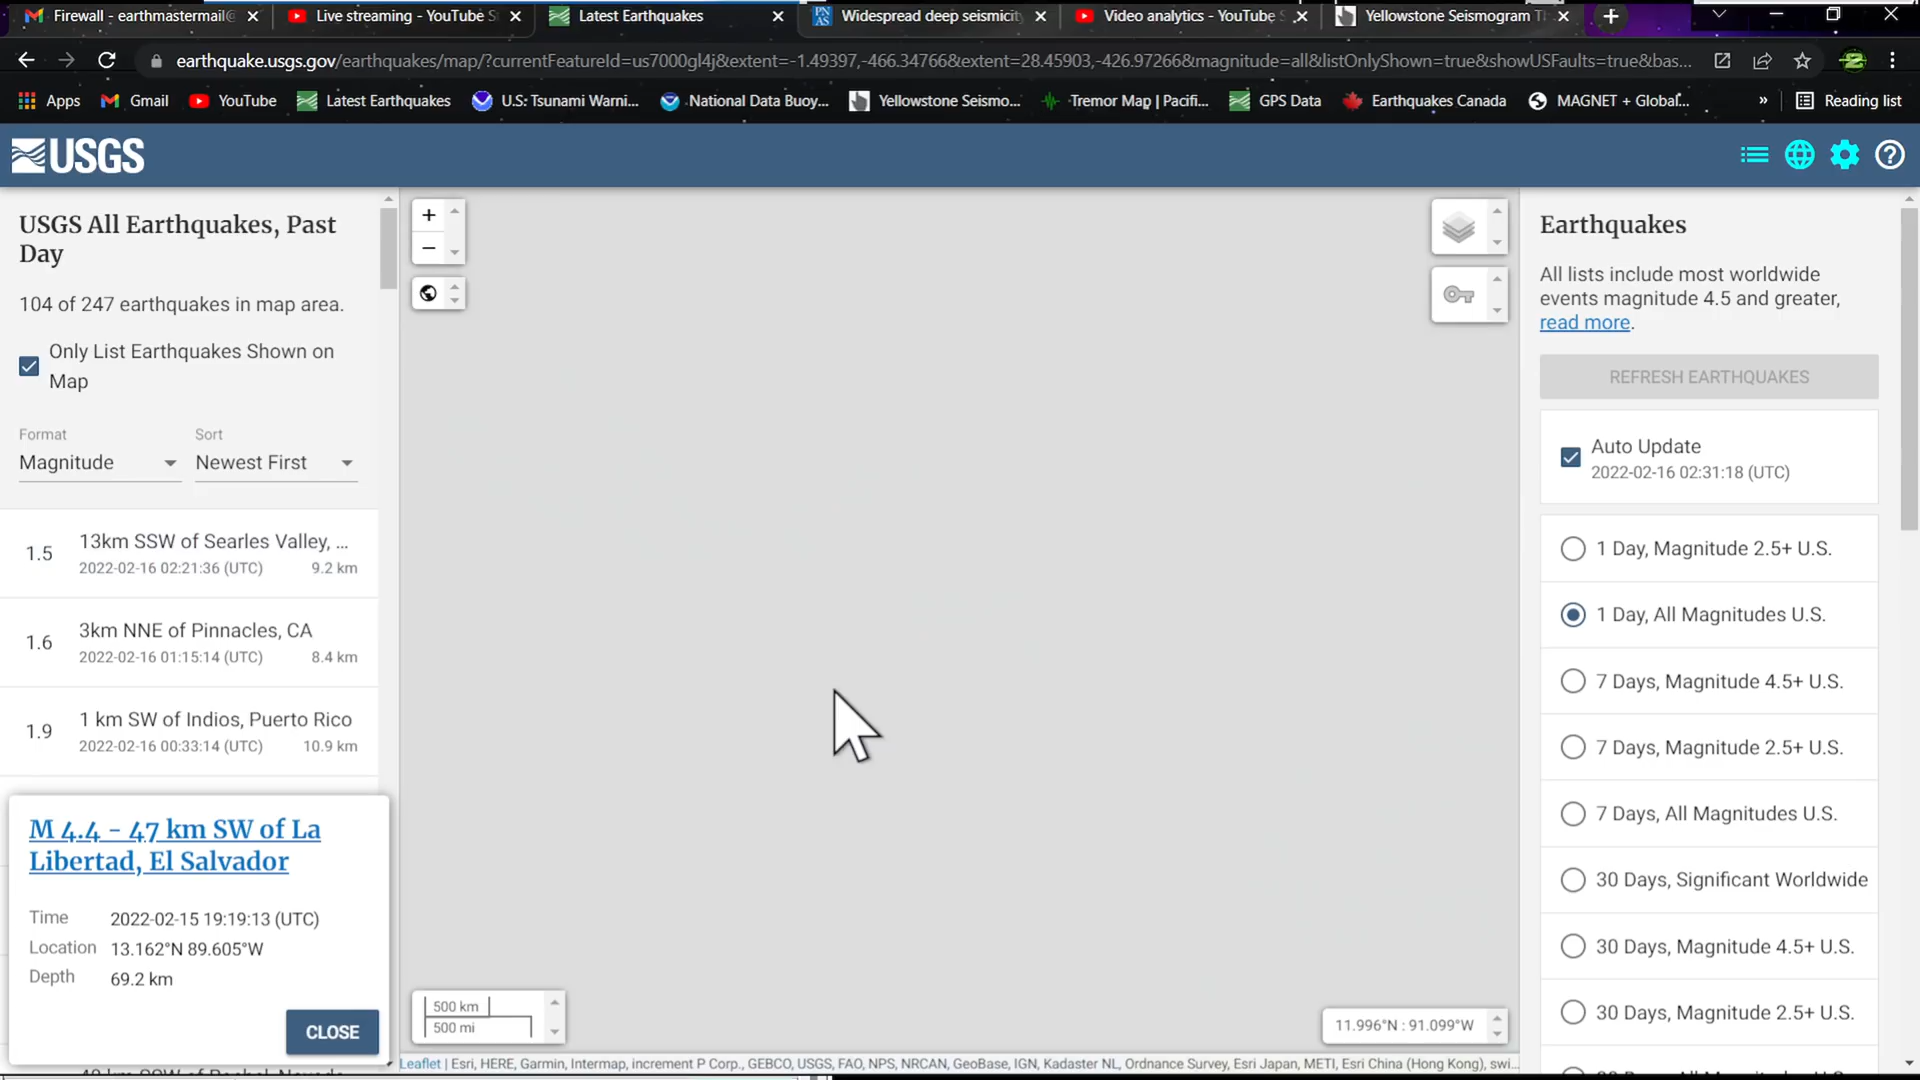 Firewall - earthmastermail@
Live streaming - YouTube S
Latest Earthquakes
Widespread deep seismicity
Video analytics - YouTube S
Yellowstone Seismogram T
earthquake.usgs.gov/earthquakes/map/?currentFeatureId=us7000gl4j&extent=-1.49397,-466.34766&extent=28.45903,-426.97266&magnitude=all&listOnlyShown=true&showUSFaults=true&bas...
Apps
Gmail
YouTube
Latest Earthquakes
U.S: Tsunami Warni...
National Data Buoy...
Yellowstone Seismo...
Tremor Map | Pacifi...
GPS Data
Earthquakes Canada
MAGNET + Global...
»
Reading list
USGS
USGS All Earthquakes, Past
Day
104 of 247 earthquakes in map area.
Only List Earthquakes Shown on
Map
Format
Sort
Magnitude
Newest First
1.5
13km SSW of Searles Valley, ...
2022-02-16 02:21:36 (UTC)
9.2 km
1.6
3km NNE of Pinnacles, CA
2022-02-16 01:15:14 (UTC)
8.4 km
1.9
1 km SW of Indios, Puerto Rico
2022-02-16 00:33:14 (UTC)
10.9 km
M 4.4 - 47 km SW of La
Libertad, El Salvador
Time
2022-02-15 19:19:13 (UTC)
Location
13.162°N 89.605°W
Depth
69.2 km
CLOSE
+
−
500 km
500 mi
11.996°N : 91.099°W
Leaflet | Esri, HERE, Garmin, Intermap, increment P Corp., GEBCO, USGS, FAO, NPS, NRCAN, GeoBase, IGN, Kadaster NL, Ordnance Survey, Esri Japan, METI, Esri China (Hong Kong), swi...
Earthquakes
All lists include most worldwide
events magnitude 4.5 and greater,
read more.
REFRESH EARTHQUAKES
Auto Update
2022-02-16 02:31:18 (UTC)
1 Day, Magnitude 2.5+ U.S.
1 Day, All Magnitudes U.S.
7 Days, Magnitude 4.5+ U.S.
7 Days, Magnitude 2.5+ U.S.
7 Days, All Magnitudes U.S.
30 Days, Significant Worldwide
30 Days, Magnitude 4.5+ U.S.
30 Days, Magnitude 2.5+ U.S.